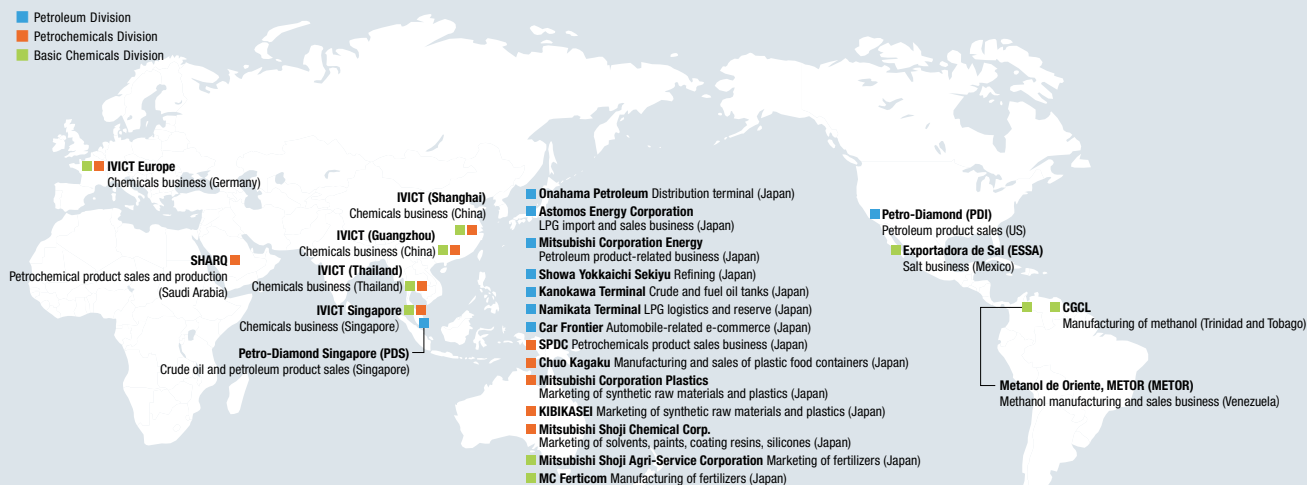 Petroleum Division
Petrochemicals Division
Basic Chemicals Division
IVICT Europe
Chemicals business (Germany)
SHARQ
Petrochemical product sales and production
(Saudi Arabia)
IVICT (Shanghai)
Chemicals business (China)
IVICT (Guangzhou)
Chemicals business (China)
IVICT (Thailand)
Chemicals business (Thailand)
IVICT Singapore
Chemicals business (Singapore)
Petro-Diamond Singapore (PDS)
Crude oil and petroleum product sales (Singapore)
Onahama Petroleum Distribution terminal (Japan)
Astomos Energy Corporation
LPG import and sales business (Japan)
Mitsubishi Corporation Energy
Petroleum product-related business (Japan)
Showa Yokkaichi Sekiyu Refining (Japan)
Kanokawa Terminal Crude and fuel oil tanks (Japan)
Namikata Terminal LPG logistics and reserve (Japan)
Car Frontier Automobile-related e-commerce (Japan)
SPDC Petrochemicals product sales business (Japan)
Chuo Kagaku Manufacturing and sales of plastic food containers (Japan)
Mitsubishi Corporation Plastics
Marketing of synthetic raw materials and plastics (Japan)
KIBIKASEI Marketing of synthetic raw materials and plastics (Japan)
Mitsubishi Shoji Chemical Corp.
Marketing of solvents, paints, coating resins, silicones (Japan)
Mitsubishi Shoji Agri-Service Corporation Marketing of fertilizers (Japan)
MC Ferticom Manufacturing of fertilizers (Japan)
Petro-Diamond (PDI)
Petroleum product sales (US)
Exportadora de Sal (ESSA)
Salt business (Mexico)
CGCL
Manufacturing of methanol (Trinidad and Tobago)
Metanol de Oriente, METOR (METOR)
Methanol manufacturing and sales business (Venezuela)